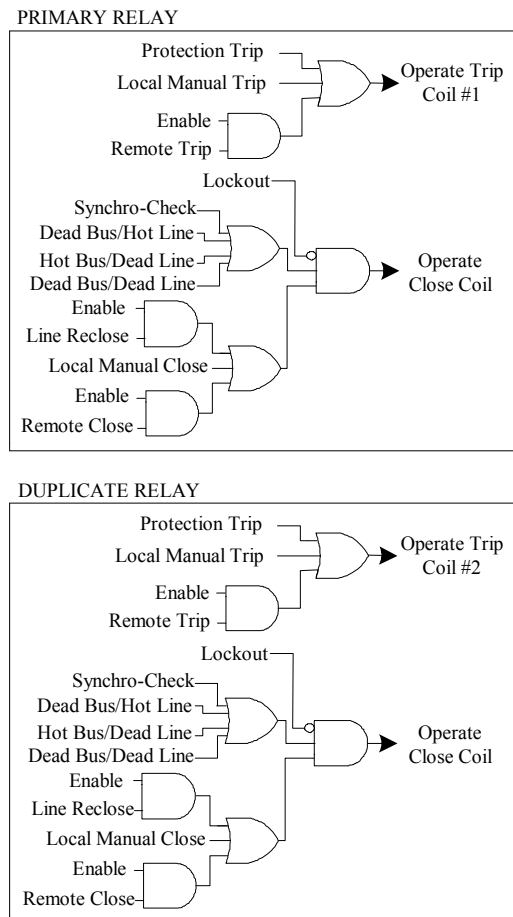 PRIMARY RELAY
Protection Trip
Local Manual Trip
Operate Trip
Coil #1
Enable
Remote Trip
Lockout
Synchro-Check
Dead Bus/Hot Line
Hot Bus/Dead Line
Dead Bus/Dead Line
Operate
Close Coil
Enable
Line Reclose
Local Manual Close
Enable
Remote Close
DUPLICATE RELAY
Protection Trip
Local Manual Trip
Operate Trip
Coil #2
Enable
Remote Trip
Lockout
Synchro-Check
Dead Bus/Hot Line
Hot Bus/Dead Line
Dead Bus/Dead Line
Operate
Close Coil
Enable
Line Reclose
Local Manual Close
Enable
Remote Close